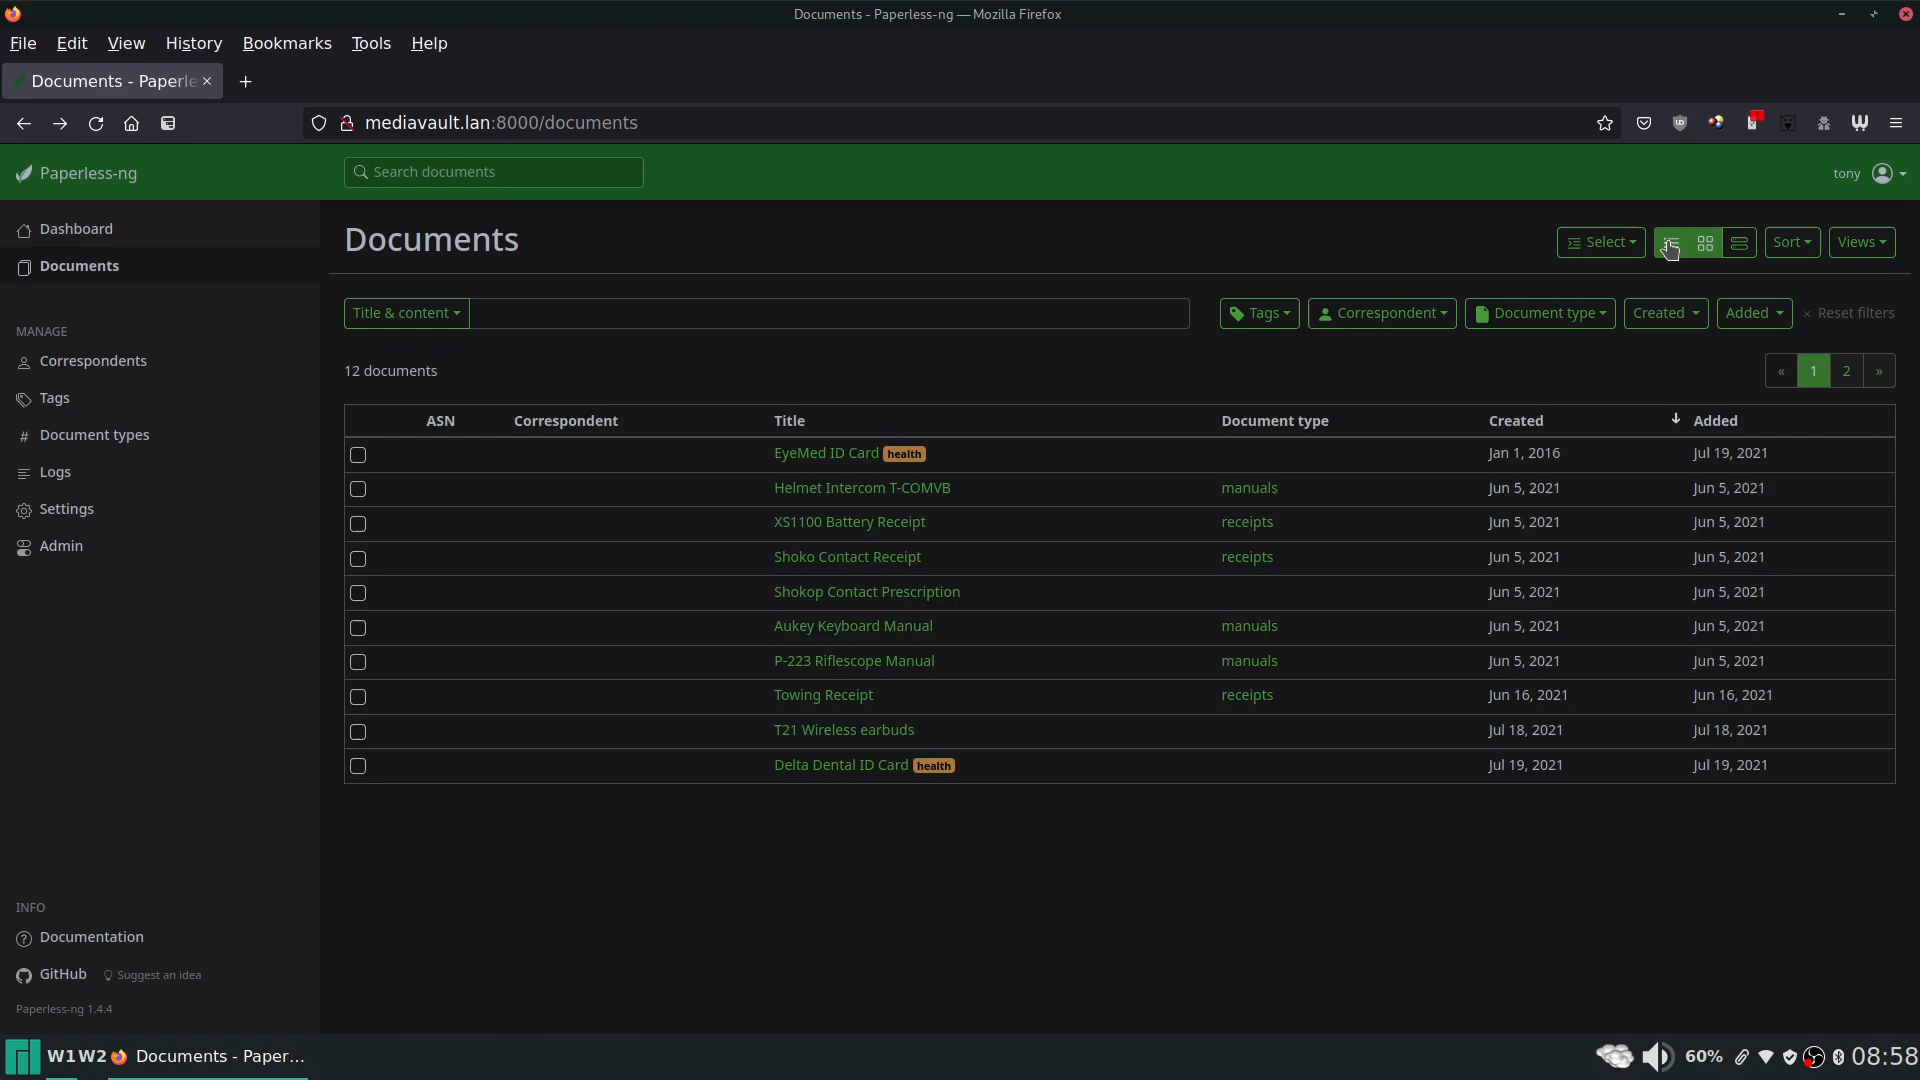 Documents - Paperless-ng — Mozilla Firefox
File Edit View History Bookmarks Tools Help
Documents - Paperle × +
mediavault.lan:8000/documents
Paperless-ng
Search documents
tony
Dashboard
Documents
MANAGE
Correspondents
Tags
# Document types
Logs
Settings
Admin
INFO
Documentation
GitHub Suggest an idea
Paperless-ng 1.4.4
Documents
Select Sort Views
Title & content Tags Correspondent Document type Created Added × Reset filters
12 documents
« 1 2 »
ASN Correspondent Title Document type Created Added
EyeMed ID Card health Jan 1, 2016 Jul 19, 2021
Helmet Intercom T-COMVB manuals Jun 5, 2021 Jun 5, 2021
XS1100 Battery Receipt receipts Jun 5, 2021 Jun 5, 2021
Shoko Contact Receipt receipts Jun 5, 2021 Jun 5, 2021
Shokop Contact Prescription Jun 5, 2021 Jun 5, 2021
Aukey Keyboard Manual manuals Jun 5, 2021 Jun 5, 2021
P-223 Riflescope Manual manuals Jun 5, 2021 Jun 5, 2021
Towing Receipt receipts Jun 16, 2021 Jun 16, 2021
T21 Wireless earbuds Jul 18, 2021 Jul 18, 2021
Delta Dental ID Card health Jul 19, 2021 Jul 19, 2021
W1 W2 Documents - Paper... 60% 08:58